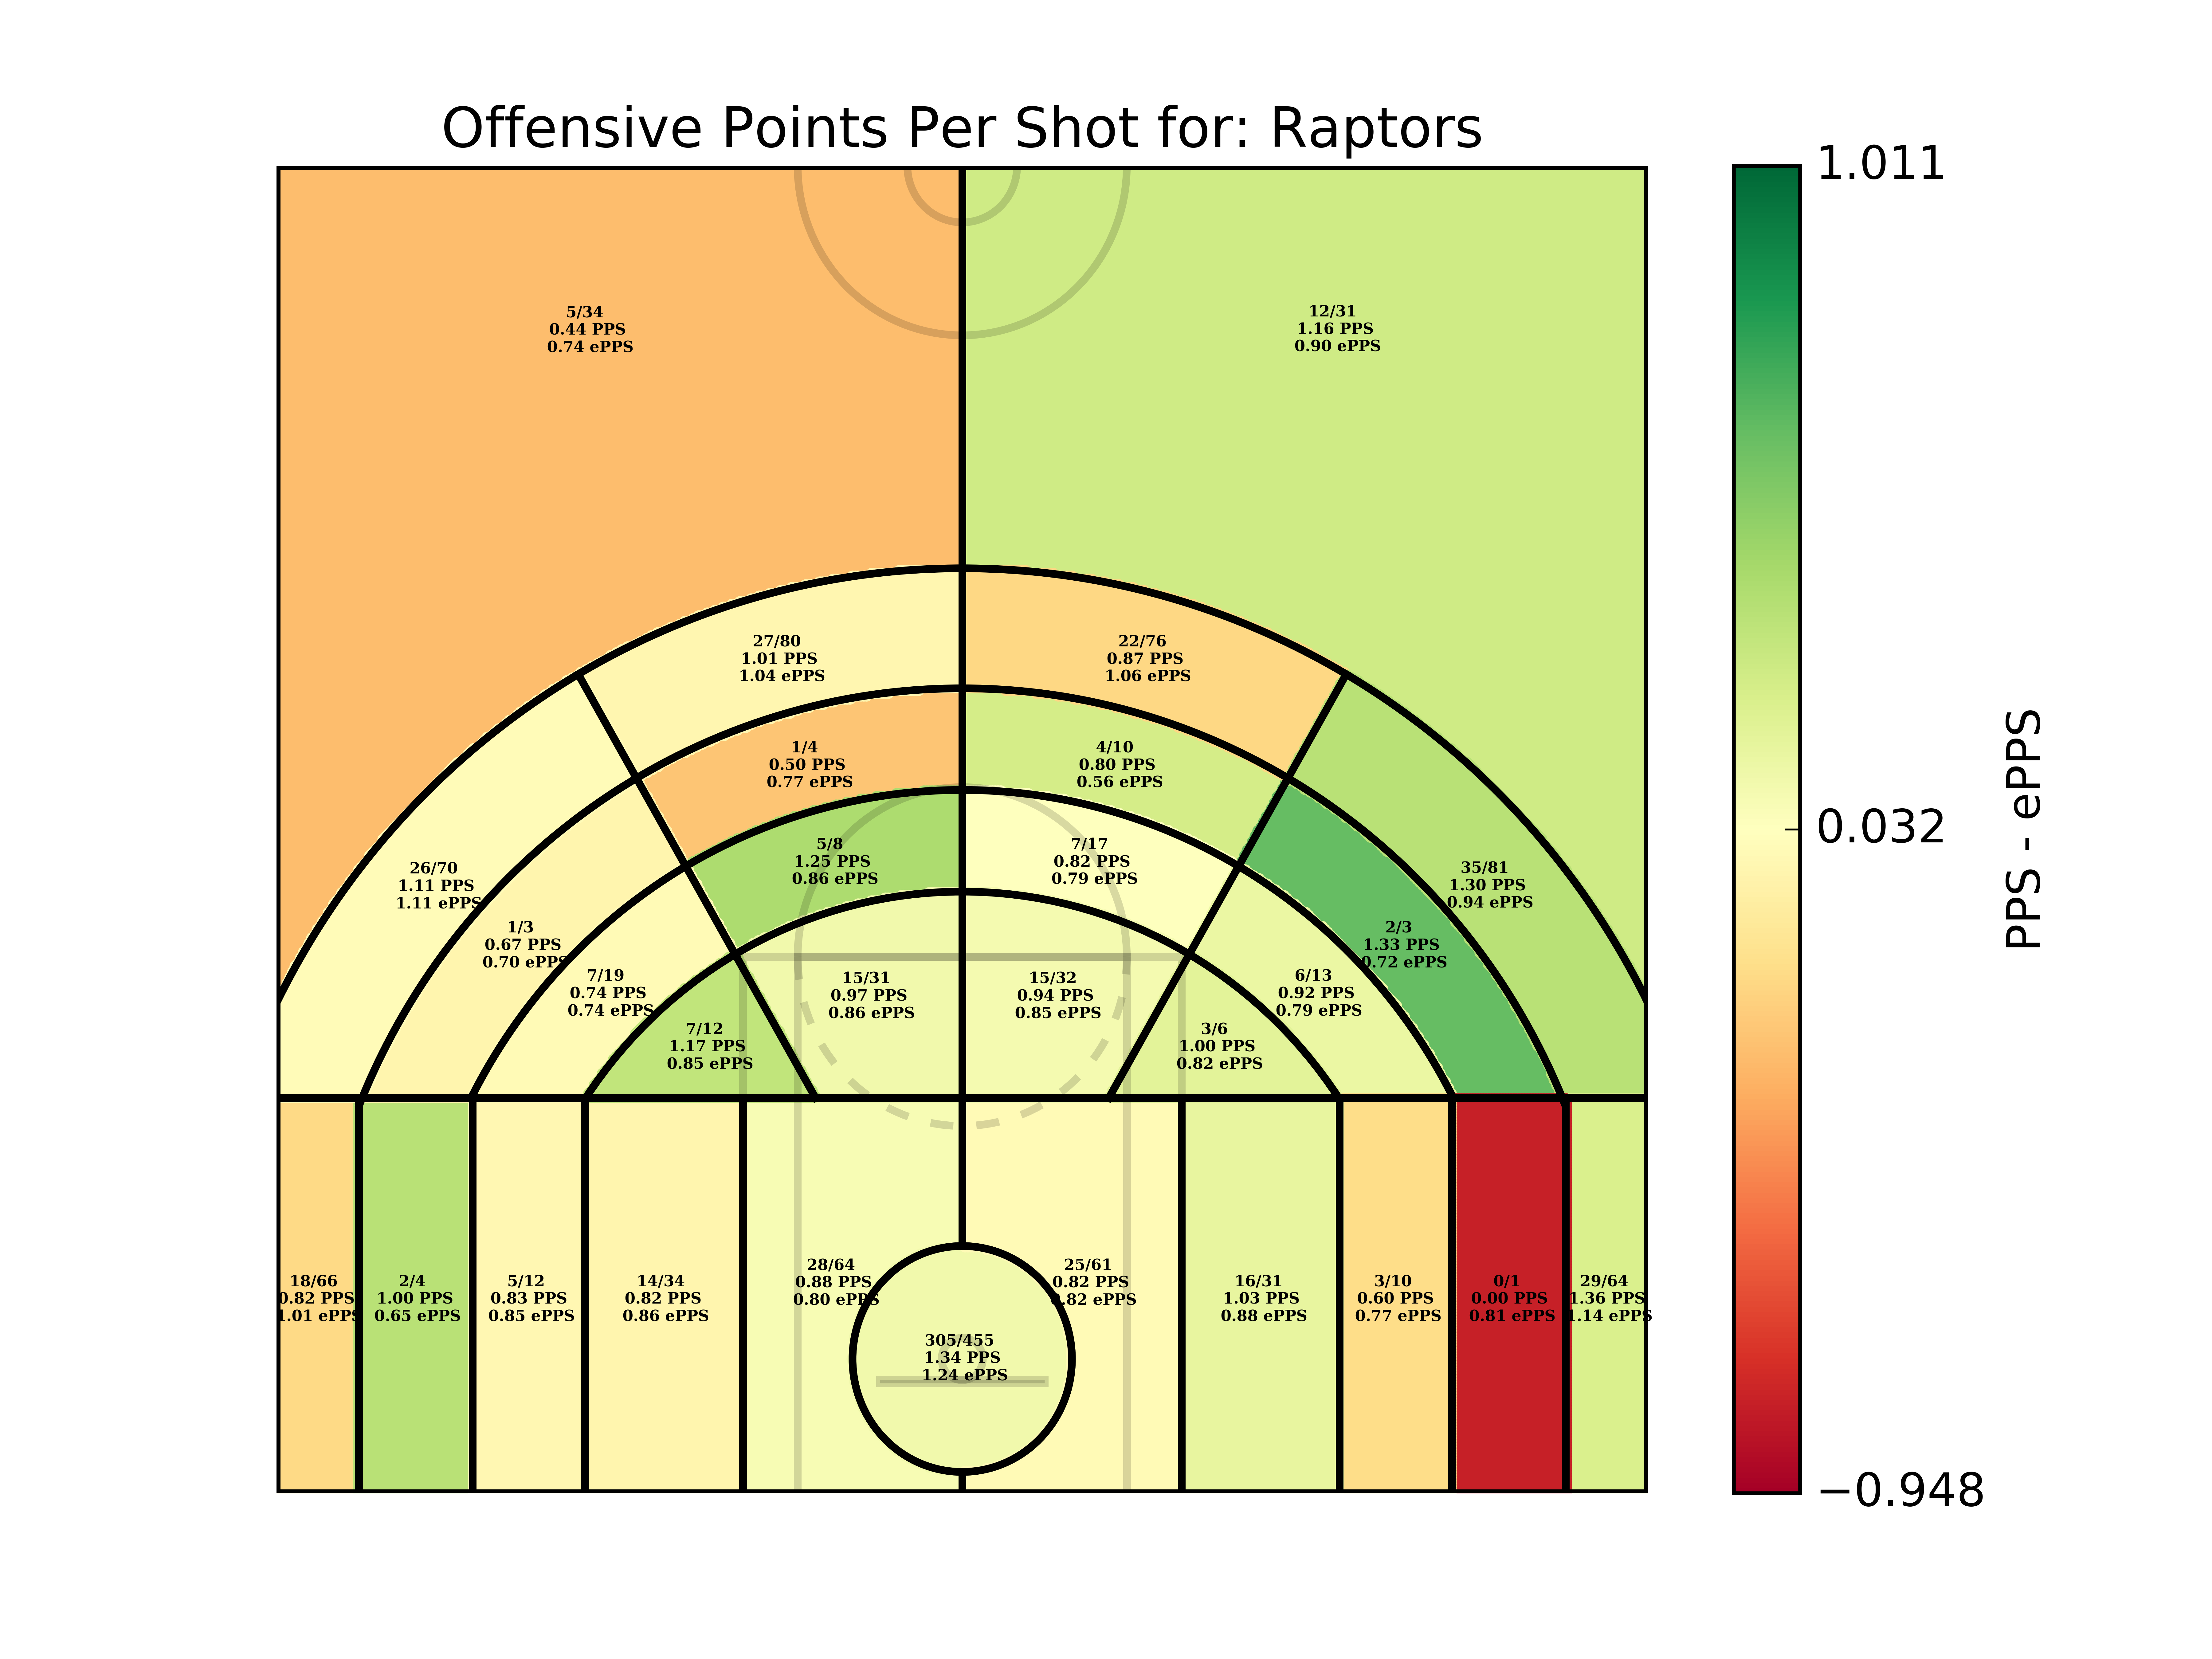 Offensive Points Per Shot for: Raptors
5/34
0.44 PPS
0.74 ePPS
12/31
1.16 PPS
0.90 ePPS
27/80
1.01 PPS
1.04 ePPS
22/76
0.87 PPS
1.06 ePPS
1/4
0.50 PPS
0.77 ePPS
4/10
0.80 PPS
0.56 ePPS
5/8
1.25 PPS
0.86 ePPS
7/17
0.82 PPS
0.79 ePPS
26/70
1.11 PPS
1.11 ePPS
35/81
1.30 PPS
0.94 ePPS
1/3
0.67 PPS
0.70 ePPS
2/3
1.33 PPS
0.72 ePPS
7/19
0.74 PPS
0.74 ePPS
15/31
0.97 PPS
0.86 ePPS
15/32
0.94 PPS
0.85 ePPS
6/13
0.92 PPS
0.79 ePPS
7/12
1.17 PPS
0.85 ePPS
3/6
1.00 PPS
0.82 ePPS
18/66
0.82 PPS
1.01 ePPS
2/4
1.00 PPS
0.65 ePPS
5/12
0.83 PPS
0.85 ePPS
14/34
0.82 PPS
0.86 ePPS
28/64
0.88 PPS
0.80 ePPS
25/61
0.82 PPS
0.82 ePPS
16/31
1.03 PPS
0.88 ePPS
3/10
0.60 PPS
0.77 ePPS
0/1
0.00 PPS
0.81 ePPS
29/64
1.36 PPS
1.14 ePPS
305/455
1.34 PPS
1.24 ePPS
1.011
0.032
−0.948
PPS - ePPS